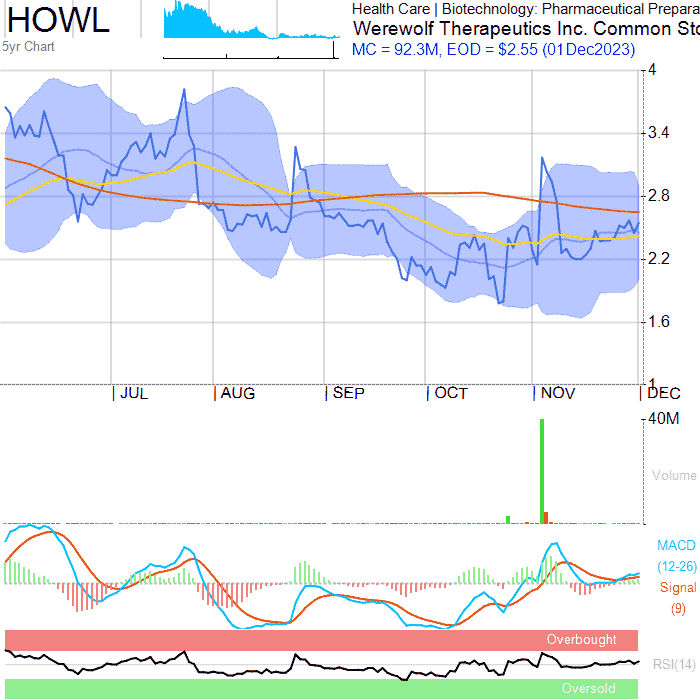 HOWL
5yr Chart
Health Care | Biotechnology: Pharmaceutical Prepara
Werewolf Therapeutics Inc. Common Sto
MC = 92.3M, EOD = $2.55 (01Dec2023)
4
3.4
2.8
2.2
1.6
1
JUL AUG SEP OCT NOV DEC
40M
Volume
MACD
(12-26)
Signal
(9)
Overbought
RSI(14)
Oversold